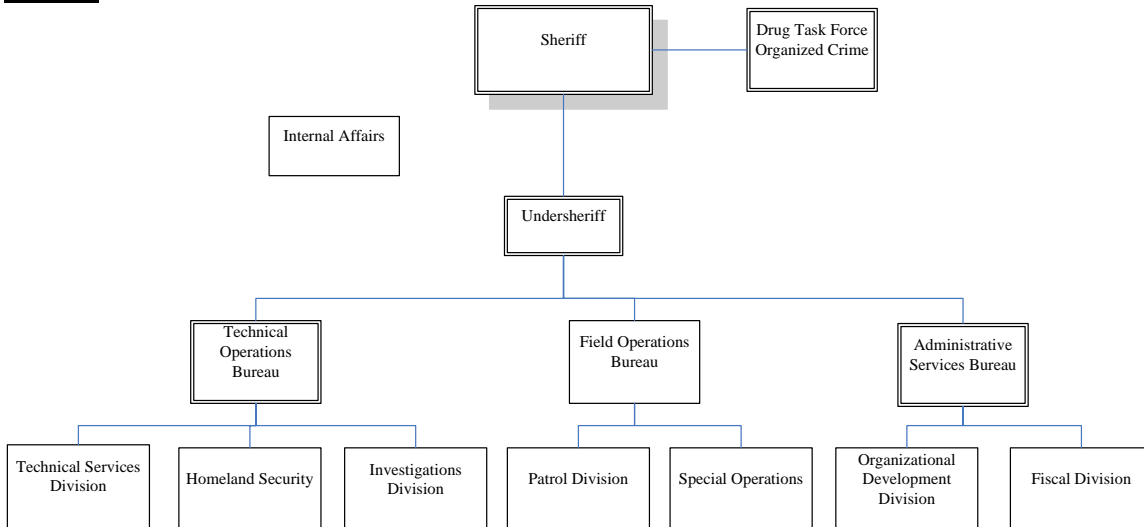 Sheriff
Drug Task Force
Organized Crime
Internal Affairs
Undersheriff
Technical
Operations
Bureau
Field Operations
Bureau
Administrative
Services Bureau
Technical Services
Division
Homeland Security
Investigations
Division
Patrol Division
Special Operations
Organizational
Development
Division
Fiscal Division